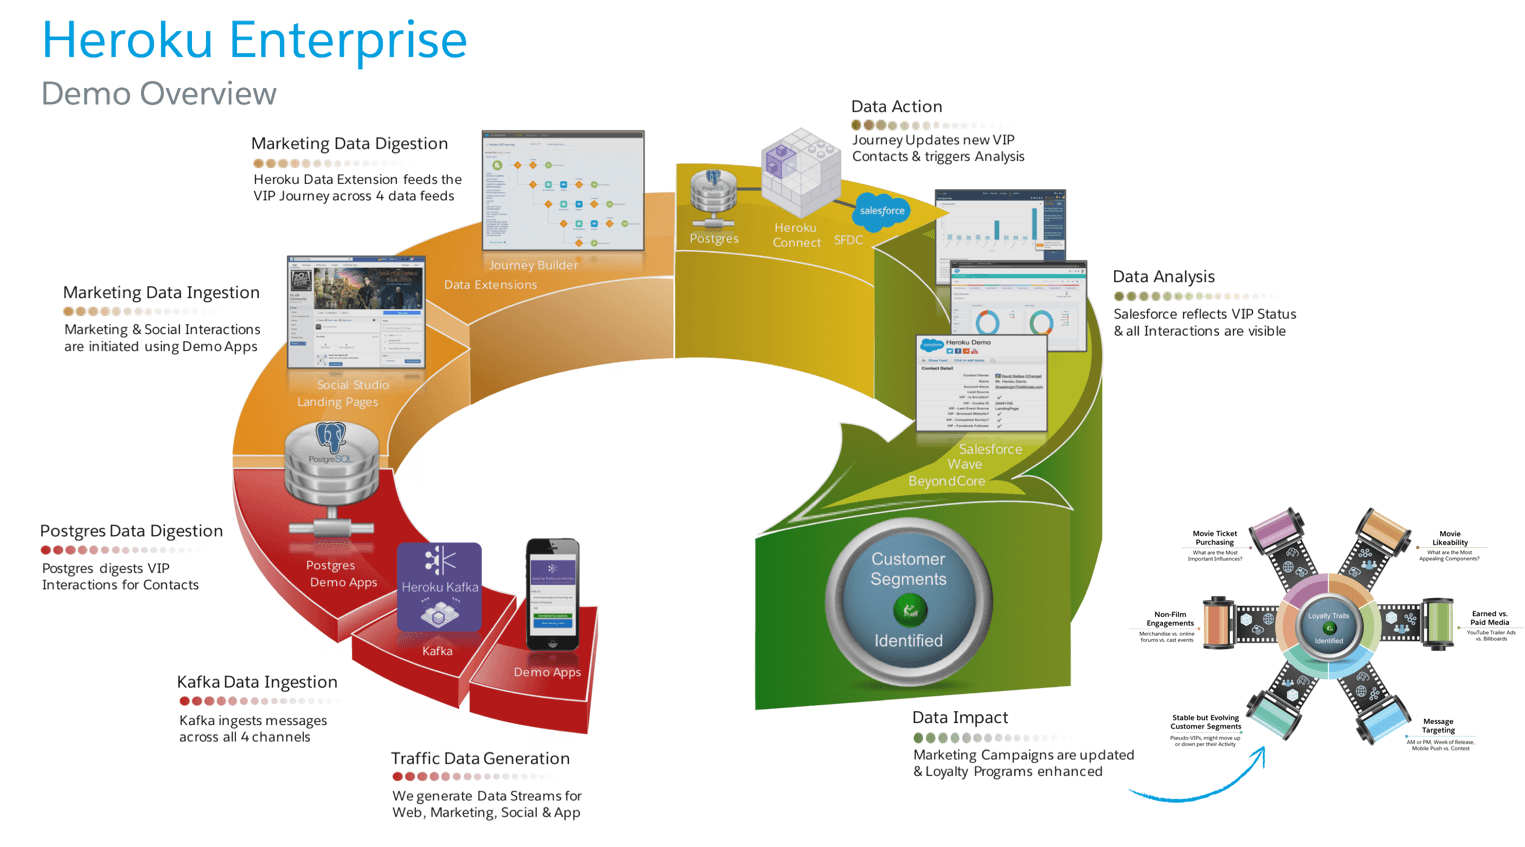 Heroku Enterprise
Demo Overview
Data Action
Journey Updates new VIP
Contacts & triggers Analysis
Marketing Data Digestion
Heroku Data Extension feeds the
VIP Journey across 4 data feeds
Postgres
Heroku
Connect
SFDC
salesforce
Journey Builder
Data Extensions
Data Analysis
Salesforce reflects VIP Status
& all Interactions are visible
Marketing Data Ingestion
Marketing & Social Interactions
are initiated using Demo Apps
Heroku Demo
Contact Detail
Social Studio
Landing Pages
PostgreSQL
Salesforce
Wave
BeyondCore
Postgres Data Digestion
Postgres digests VIP
Interactions for Contacts
Postgres
Demo Apps
Heroku Kafka
Kafka
Demo Apps
Customer
Segments
Identified
Kafka Data Ingestion
Kafka ingests messages
across all 4 channels
Traffic Data Generation
We generate Data Streams for
Web, Marketing, Social & App
Data Impact
Marketing Campaigns are updated
& Loyalty Programs enhanced
Movie Ticket
Purchasing
What are the Most
Important Influences?
Movie
Likeability
What are the Most
Appealing Components?
Non-Film
Engagements
Merchandise vs. online
forums vs. cast events
Loyalty Traits
Identified
Earned vs.
Paid Media
YouTube Trailer Ads
vs. Billboards
Stable but Evolving
Customer Segments
Pseudo-VIPs, might move up
or down per their Activity
Message
Targeting
AM or PM, Week of Release,
Mobile Push vs. Contest